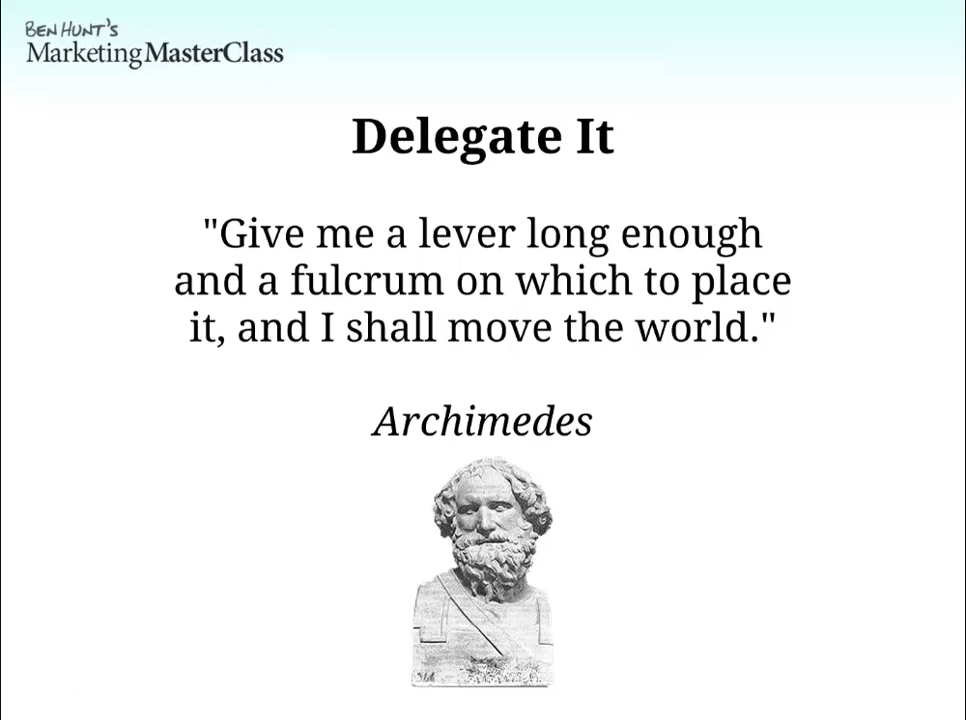 BEN HUNT'S
Marketing MasterClass
Delegate It
"Give me a lever long enough
and a fulcrum on which to place
it, and I shall move the world."
Archimedes